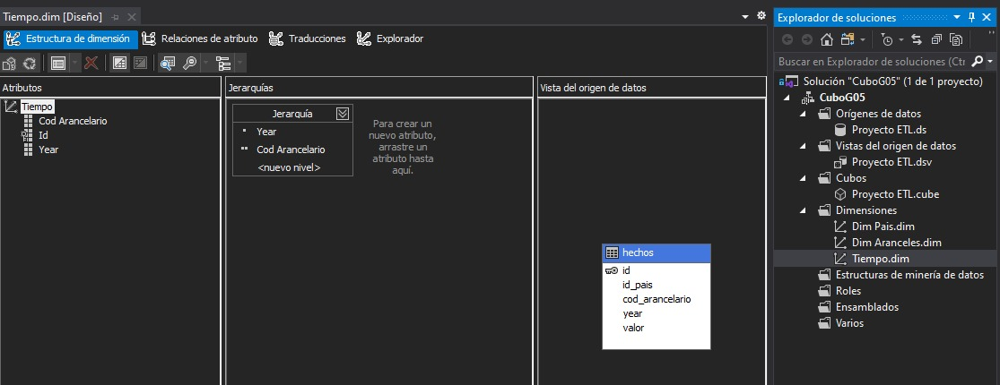 Tiempo.dim [Diseño]
Estructura de dimensión
Relaciones de atributo
Traducciones
Explorador
Atributos
Tiempo
Cod Arancelario
Id
Year
Jerarquías
Jerarquía
Year
Cod Arancelario
<nuevo nivel>
Para crear un
nuevo atributo,
arrastre un
atributo hasta
aquí.
Vista del origen de datos
hechos
id
id_pais
cod_arancelario
year
valor
Explorador de soluciones
Buscar en Explorador de soluciones (Ctr
Solución "CuboG05" (1 de 1 proyecto)
CuboG05
Orígenes de datos
Proyecto ETL.ds
Vistas del origen de datos
Proyecto ETL.dsv
Cubos
Proyecto ETL.cube
Dimensiones
Dim Pais.dim
Dim Aranceles.dim
Tiempo.dim
Estructuras de minería de datos
Roles
Ensamblados
Varios